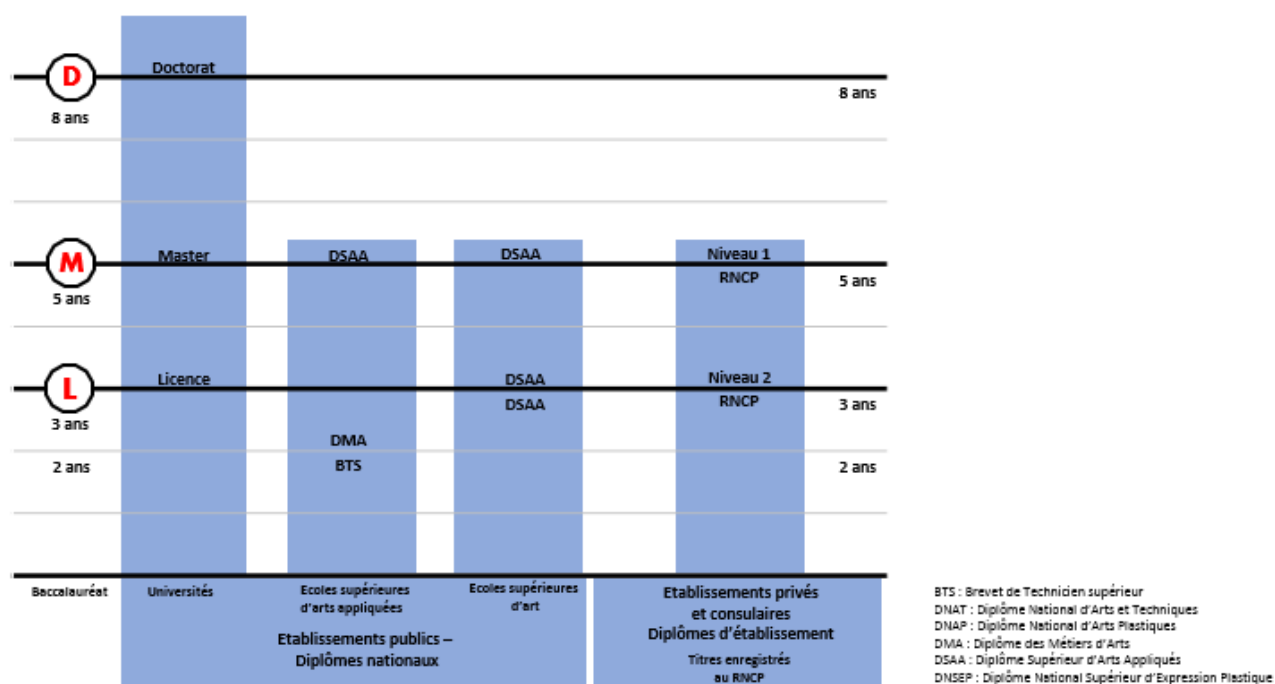 D
Doctorat
8 ans
8 ans
M
Master
DSAA
DSAA
Niveau 1
RNCP
5 ans
5 ans
L
Licence
DSAA
DSAA
Niveau 2
RNCP
3 ans
3 ans
DMA
BTS
2 ans
2 ans
Baccalauréat
Universités
Ecoles supérieures
d'arts appliquées
Ecoles supérieures
d'art
Etablissements publics –
Diplômes nationaux
Etablissements privés
et consulaires
Diplômes d'établissement
Titres enregistrés
au RNCP
BTS : Brevet de Technicien supérieur
DNAT : Diplôme National d'Arts et Techniques
DNAP : Diplôme National d'Arts Plastiques
DMA : Diplôme des Métiers d'Arts
DSAA : Diplôme Supérieur d'Arts Appliqués
DNSEP : Diplôme National Supérieur d'Expression Plastique